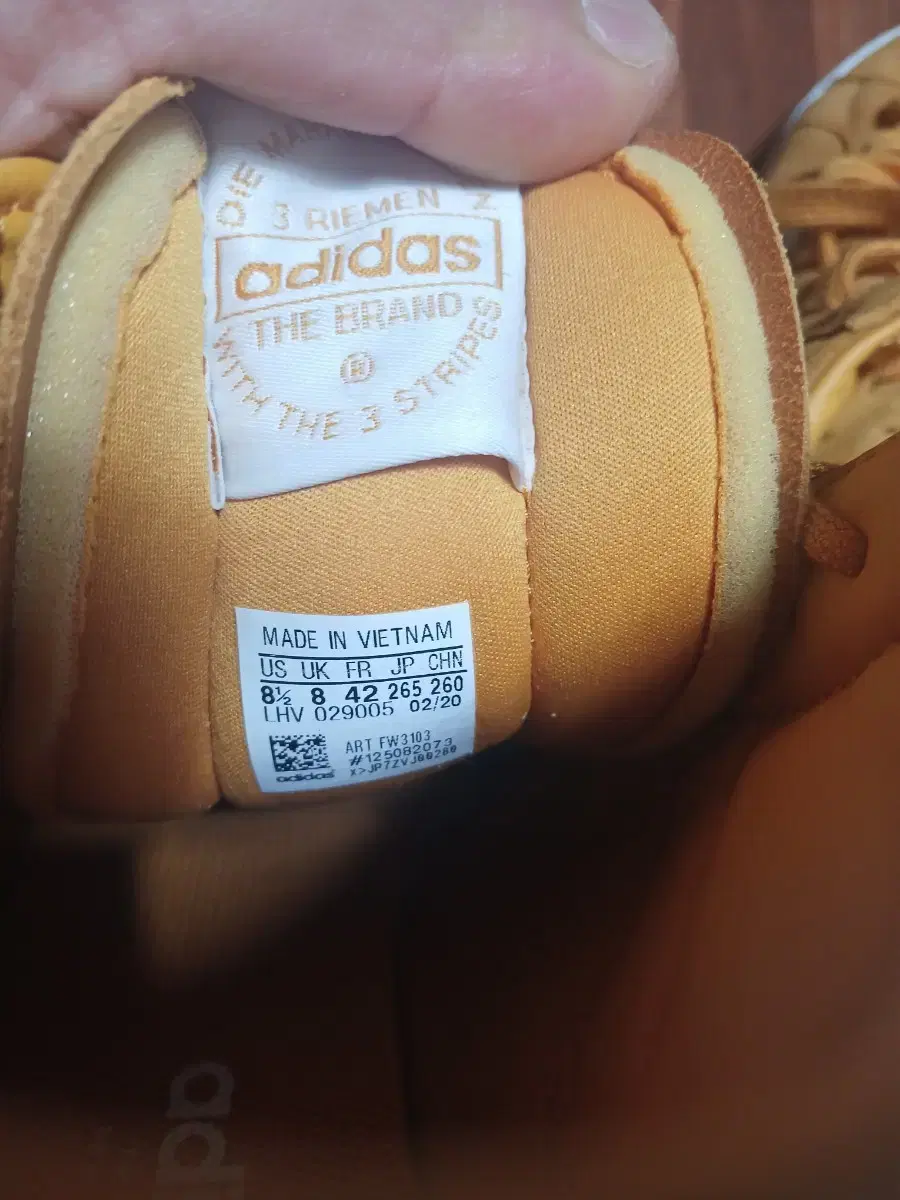 DIE
3 RIEMEN
adidas
THE BRAND
®
WITH THE 3 STRIPES
MADE IN VIETNAM
US UK FR JP CHN
8½ 8 42 265 260
LHV 029005 02/20
ART FW3103
#125082073
X>JP7ZVJ00280
adidas